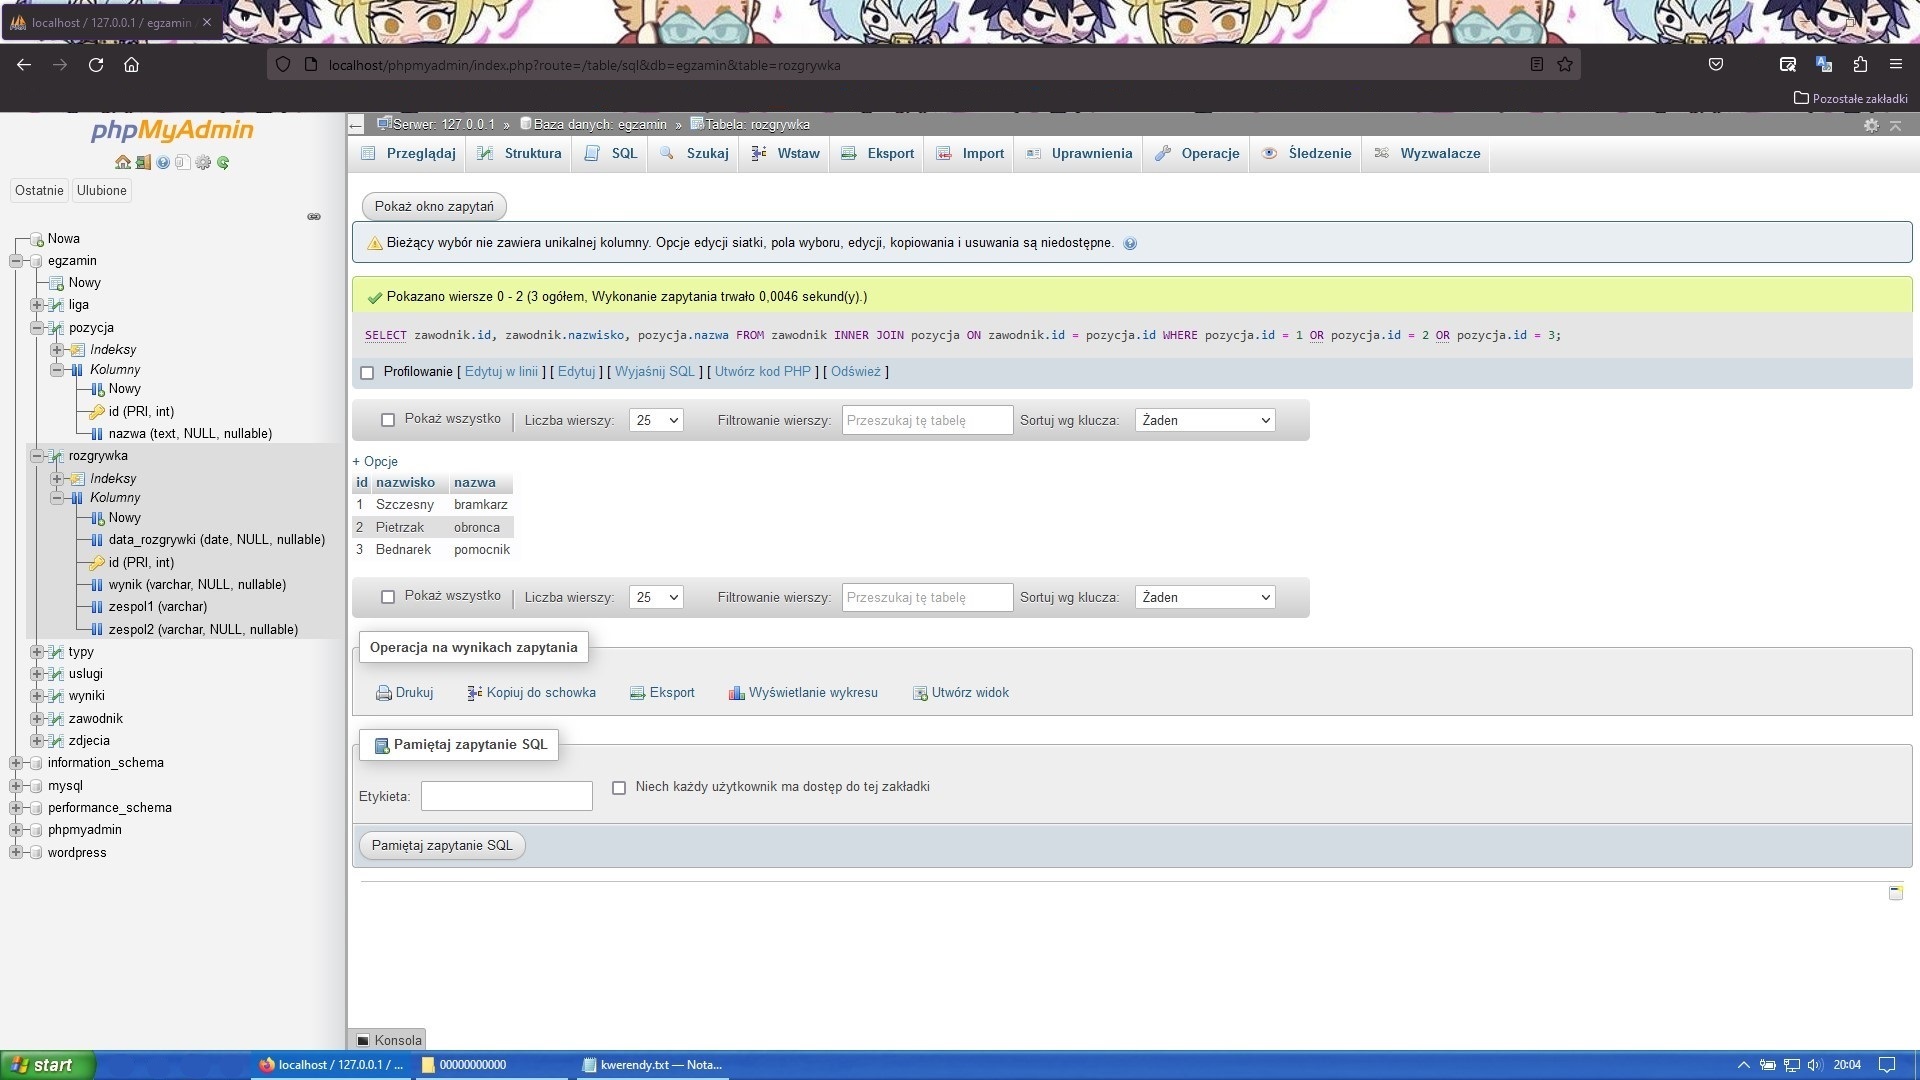 localhost / 127.0.0.1 / egzamin
localhost/phpmyadmin/index.php?route=/table/sql&db=egzamin&table=rozgrywka
Pozostałe zakładki
phpMyAdmin
Ostatnie Ulubione
Nowa
egzamin
Nowy
liga
pozycja
Indeksy
Kolumny
Nowy
id (PRI, int)
nazwa (text, NULL, nullable)
rozgrywka
Indeksy
Kolumny
Nowy
data_rozgrywki (date, NULL, nullable)
id (PRI, int)
wynik (varchar, NULL, nullable)
zespol1 (varchar)
zespol2 (varchar, NULL, nullable)
typy
uslugi
wyniki
zawodnik
zdjecia
information_schema
mysql
performance_schema
phpmyadmin
wordpress
Serwer: 127.0.0.1 » Baza danych: egzamin » Tabela: rozgrywka
Przeglądaj Struktura SQL Szukaj Wstaw Eksport Import Uprawnienia Operacje Śledzenie Wyzwalacze
Pokaż okno zapytań
Bieżący wybór nie zawiera unikalnej kolumny. Opcje edycji siatki, pola wyboru, edycji, kopiowania i usuwania są niedostępne.
Pokazano wiersze 0 - 2 (3 ogółem, Wykonanie zapytania trwało 0,0046 sekund(y).)
SELECT zawodnik.id, zawodnik.nazwisko, pozycja.nazwa FROM zawodnik INNER JOIN pozycja ON zawodnik.id = pozycja.id WHERE pozycja.id = 1 OR pozycja.id = 2 OR pozycja.id = 3;
Profilowanie [ Edytuj w linii ] [ Edytuj ] [ Wyjaśnij SQL ] [ Utwórz kod PHP ] [ Odśwież ]
Pokaż wszystko Liczba wierszy: 25 Filtrowanie wierszy: Przeszukaj tę tabelę Sortuj wg klucza: Żaden
+ Opcje
id nazwisko nazwa
1 Szczesny bramkarz
2 Pietrzak obronca
3 Bednarek pomocnik
Pokaż wszystko Liczba wierszy: 25 Filtrowanie wierszy: Przeszukaj tę tabelę Sortuj wg klucza: Żaden
Operacja na wynikach zapytania
Drukuj Kopiuj do schowka Eksport Wyświetlanie wykresu Utwórz widok
Pamiętaj zapytanie SQL
Etykieta: Niech każdy użytkownik ma dostęp do tej zakładki
Pamiętaj zapytanie SQL
Konsola
start localhost / 127.0.0.1 / ... 00000000000 kwerendy.txt — Nota... 20:04